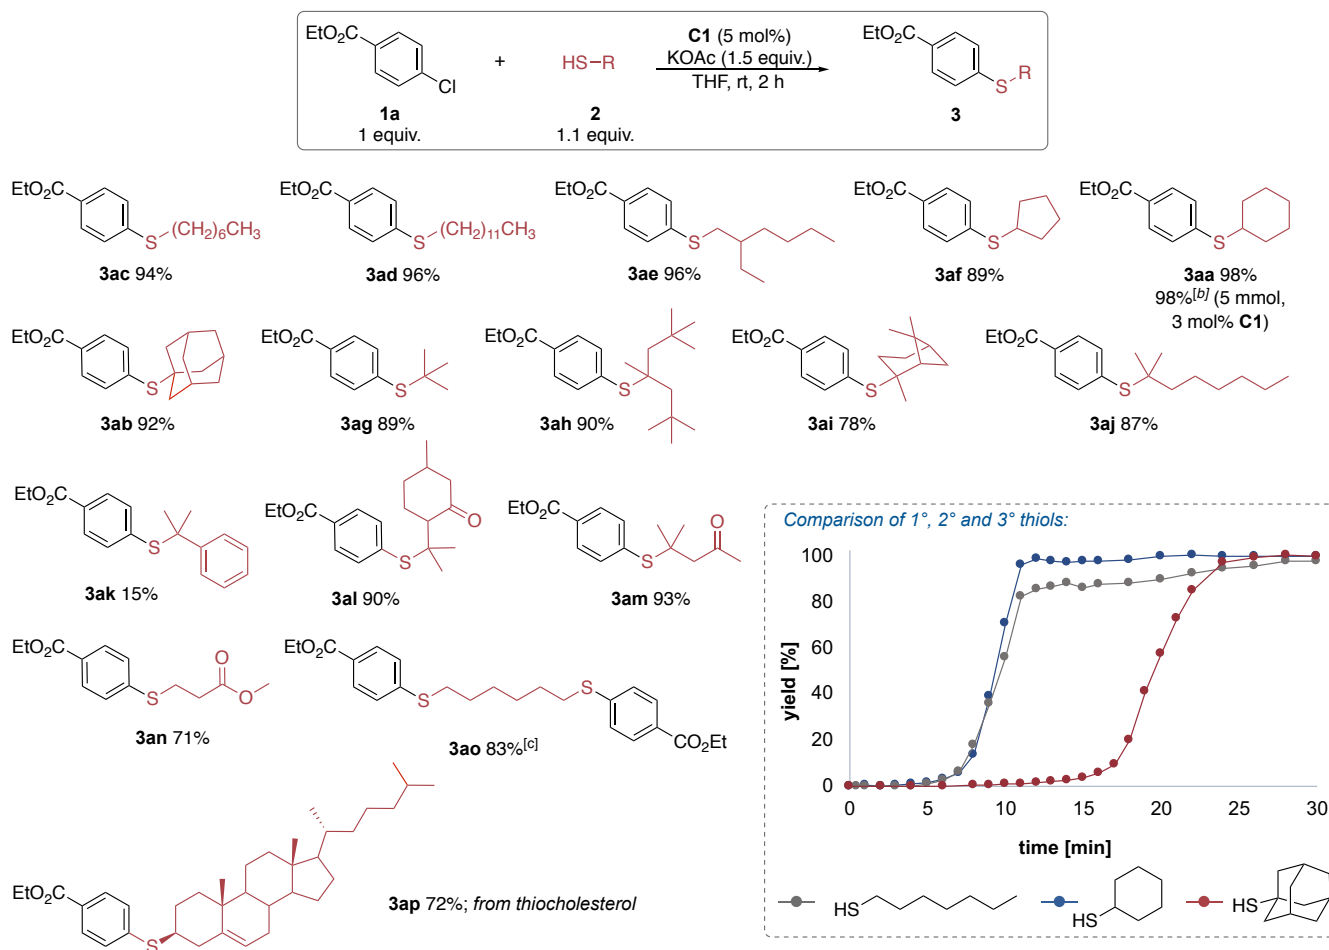 EtO2C
Cl
1a
1 equiv.
+
HS–R
2
1.1 equiv.
C1 (5 mol%)
KOAc (1.5 equiv.)
THF, rt, 2 h
EtO2C
S
R
3
EtO2C
S
(CH2)6CH3
3ac 94%
EtO2C
S
(CH2)11CH3
3ad 96%
EtO2C
S
3ae 96%
EtO2C
S
3af 89%
EtO2C
S
3aa 98%
98%[b] (5 mmol,
3 mol% C1)
EtO2C
S
3ab 92%
EtO2C
S
3ag 89%
EtO2C
S
3ah 90%
EtO2C
S
3ai 78%
EtO2C
S
3aj 87%
EtO2C
S
3ak 15%
EtO2C
S
O
3al 90%
EtO2C
S
O
3am 93%
EtO2C
S
O
O
3an 71%
EtO2C
S
S
CO2Et
3ao 83%[c]
EtO2C
S
3ap 72%; from thiocholesterol
Comparison of 1°, 2° and 3° thiols:
yield [%]
100
80
60
40
20
0
0 5 10 15 20 25 30
time [min]
HS
HS
HS